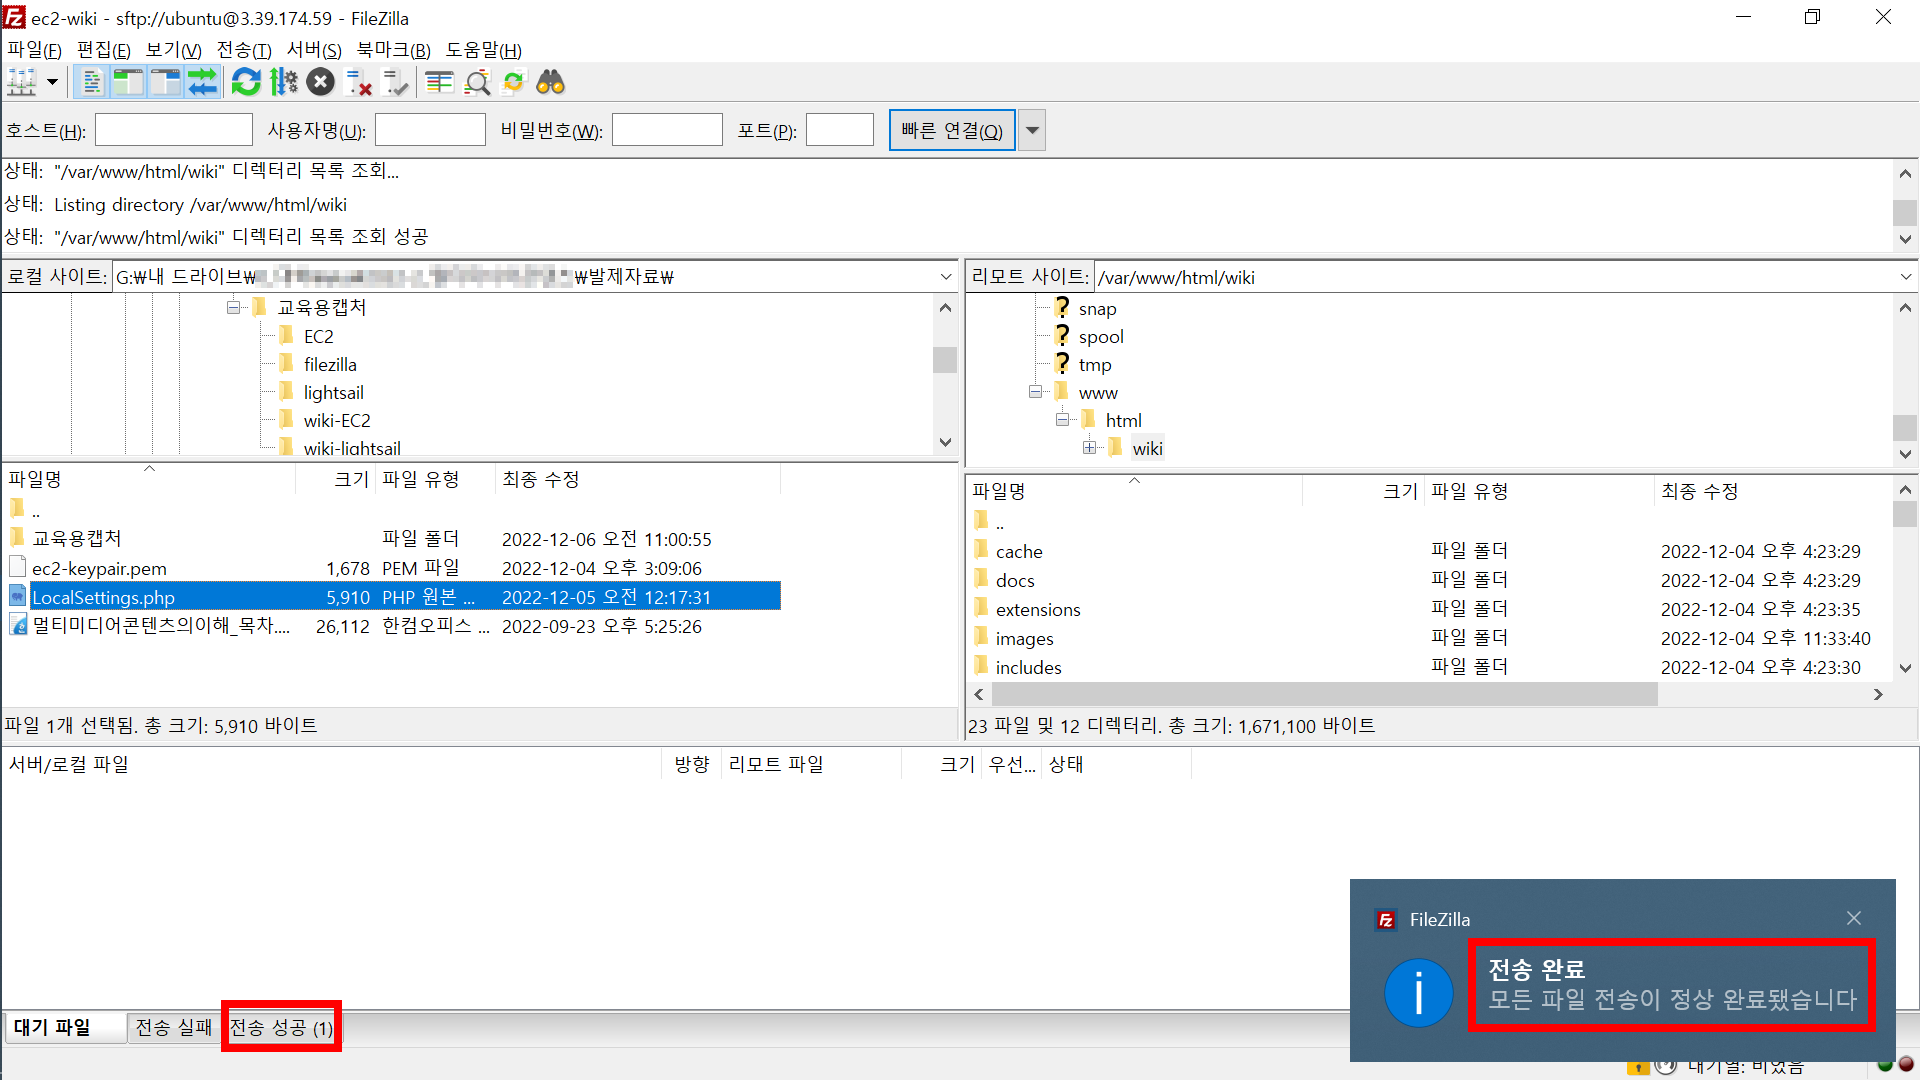 ec2-wiki - sftp://ubuntu@3.39.174.59 - FileZilla
파일(F) 편집(E) 보기(V) 전송(T) 서버(S) 북마크(B) 도움말(H)
호스트(H): 사용자명(U): 비밀번호(W): 포트(P): 빠른 연결(Q)
상태: "/var/www/html/wiki" 디렉터리 목록 조회...
상태: Listing directory /var/www/html/wiki
상태: "/var/www/html/wiki" 디렉터리 목록 조회 성공
로컬 사이트: G:₩내 드라이브₩ ₩발제자료₩
교육용캡처
EC2
filezilla
lightsail
wiki-EC2
wiki-lightsail
파일명 크기 파일 유형 최종 수정
..
교육용캡처 파일 폴더 2022-12-06 오전 11:00:55
ec2-keypair.pem 1,678 PEM 파일 2022-12-04 오후 3:09:06
LocalSettings.php 5,910 PHP 원본 ... 2022-12-05 오전 12:17:31
멀티미디어콘텐츠의이해_목차.... 26,112 한컴오피스 ... 2022-09-23 오후 5:25:26
파일 1개 선택됨. 총 크기: 5,910 바이트
리모트 사이트: /var/www/html/wiki
snap
spool
tmp
www
html
wiki
파일명 크기 파일 유형 최종 수정
..
cache 파일 폴더 2022-12-04 오후 4:23:29
docs 파일 폴더 2022-12-04 오후 4:23:29
extensions 파일 폴더 2022-12-04 오후 4:23:35
images 파일 폴더 2022-12-04 오후 11:33:40
includes 파일 폴더 2022-12-04 오후 4:23:30
23 파일 및 12 디렉터리. 총 크기: 1,671,100 바이트
서버/로컬 파일 방향 리모트 파일 크기 우선... 상태
FileZilla
전송 완료
모든 파일 전송이 정상 완료됐습니다
대기 파일 전송 실패 전송 성공 (1)
대기열: 비었음